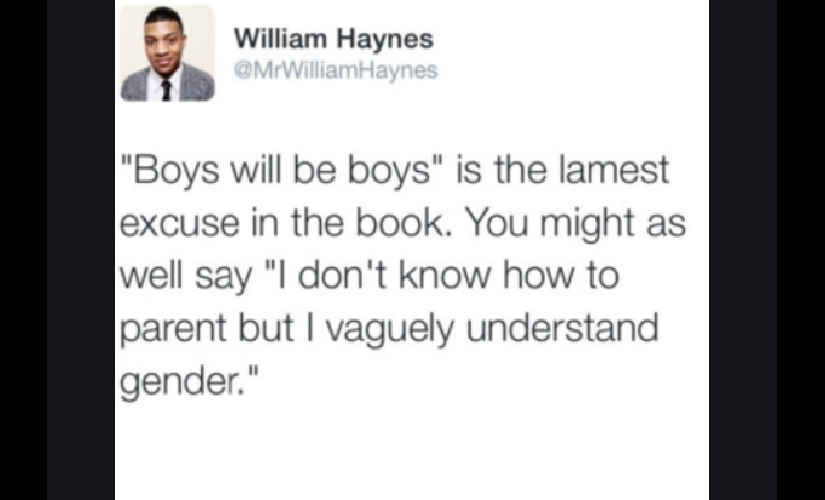 William Haynes
@MrWilliamHaynes
"Boys will be boys" is the lamest
excuse in the book. You might as
well say "I don't know how to
parent but I vaguely understand
gender."